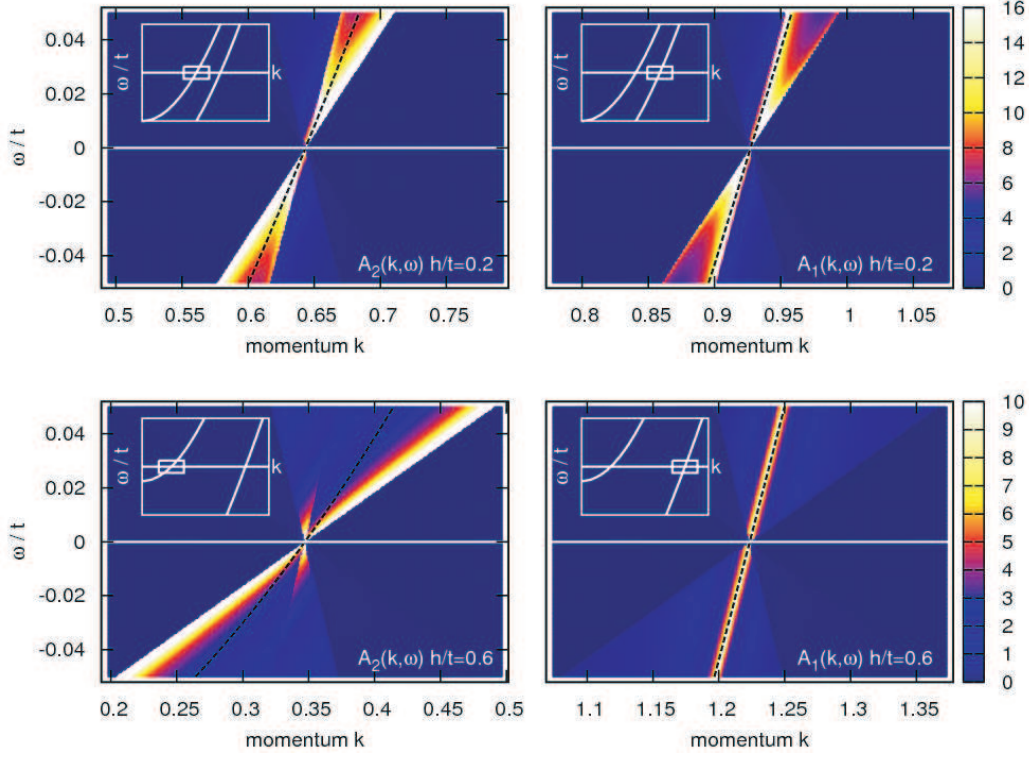 0.04
0.02
0
-0.02
-0.04
ω / t
ω / t
k
A2(k,ω) h/t=0.2
0.5 0.55 0.6 0.65 0.7 0.75
momentum k
ω / t
k
A1(k,ω) h/t=0.2
0.8 0.85 0.9 0.95 1 1.05
momentum k
16
14
12
10
8
6
4
2
0
0.04
0.02
0
-0.02
-0.04
ω / t
ω / t
k
A2(k,ω) h/t=0.6
0.2 0.25 0.3 0.35 0.4 0.45 0.5
momentum k
ω / t
k
A1(k,ω) h/t=0.6
1.1 1.15 1.2 1.25 1.3 1.35
momentum k
10
9
8
7
6
5
4
3
2
1
0